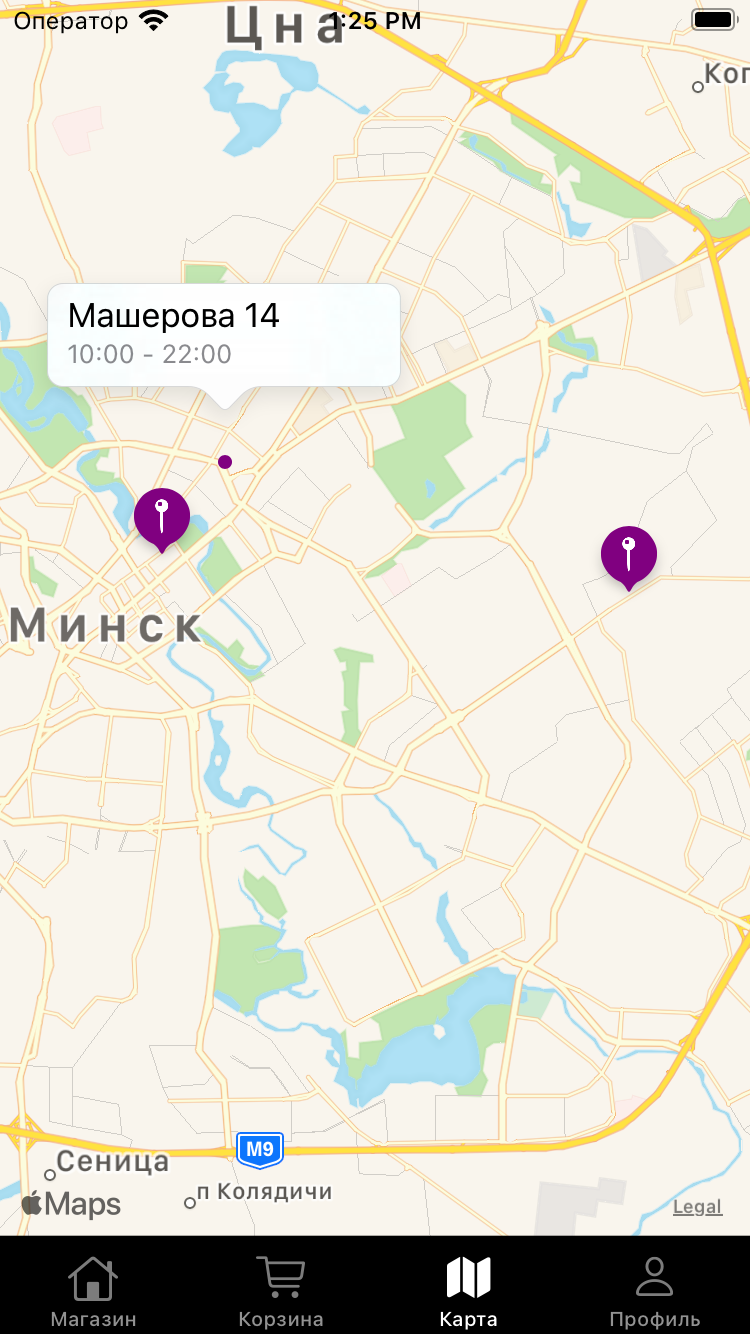 Оператор 1:25 PM
Цна
Ко
Машерова 14
10:00 - 22:00
Минск
M9
Сеница
п Колядичи
Maps
Legal
Магазин Корзина Карта Профиль